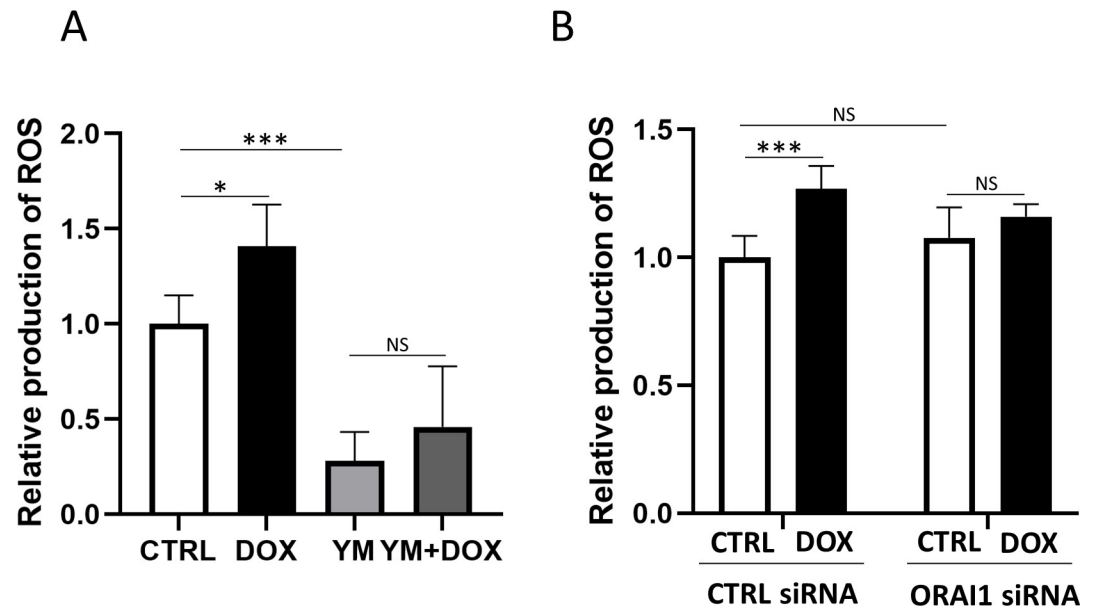 A
Relative production of ROS
2.0
1.5
1.0
0.5
0.0
***
*
NS
CTRL DOX YM YM+DOX
B
Relative production of ROS
1.5
1.0
0.5
0.0
NS
***
NS
CTRL DOX CTRL DOX
CTRL siRNA ORAI1 siRNA